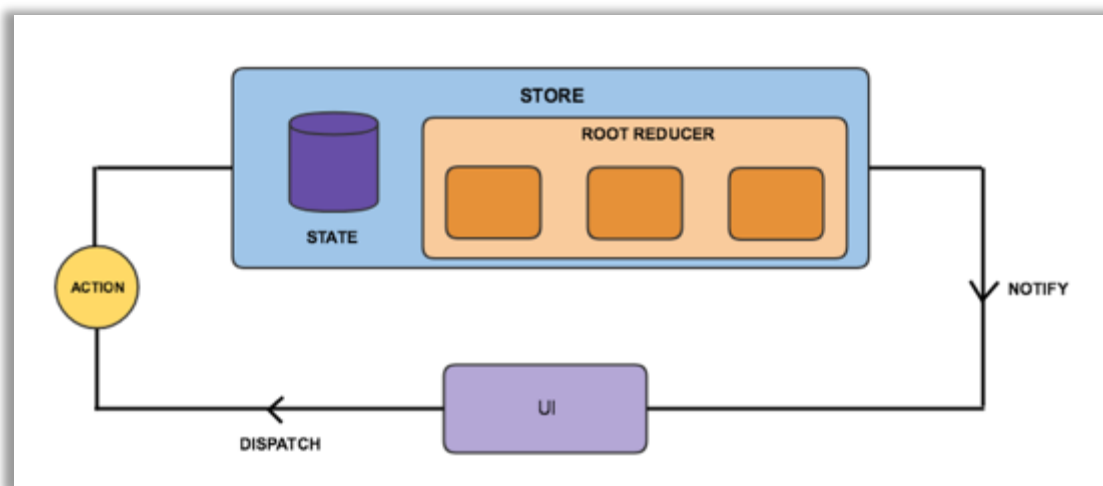 STORE
ROOT REDUCER
STATE
ACTION
NOTIFY
UI
DISPATCH